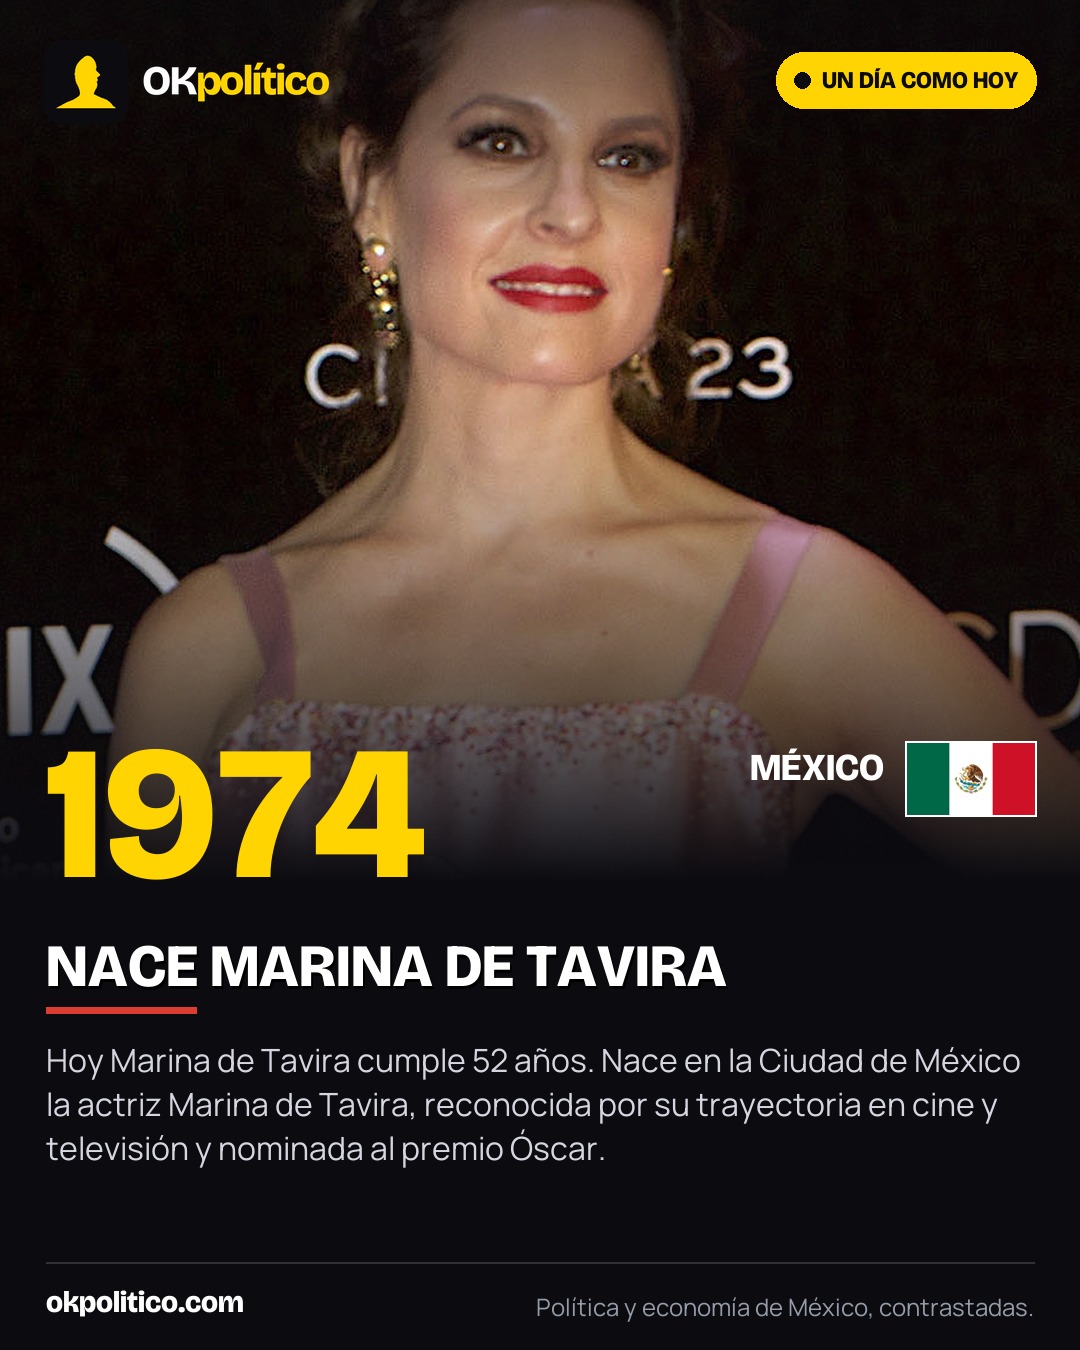 OKpolítico
UN DÍA COMO HOY
23
IX
1974
MÉXICO
NACE MARINA DE TAVIRA
Hoy Marina de Tavira cumple 52 años. Nace en la Ciudad de México
la actriz Marina de Tavira, reconocida por su trayectoria en cine y
televisión y nominada al premio Óscar.
okpolitico.com
Política y economía de México, contrastadas.